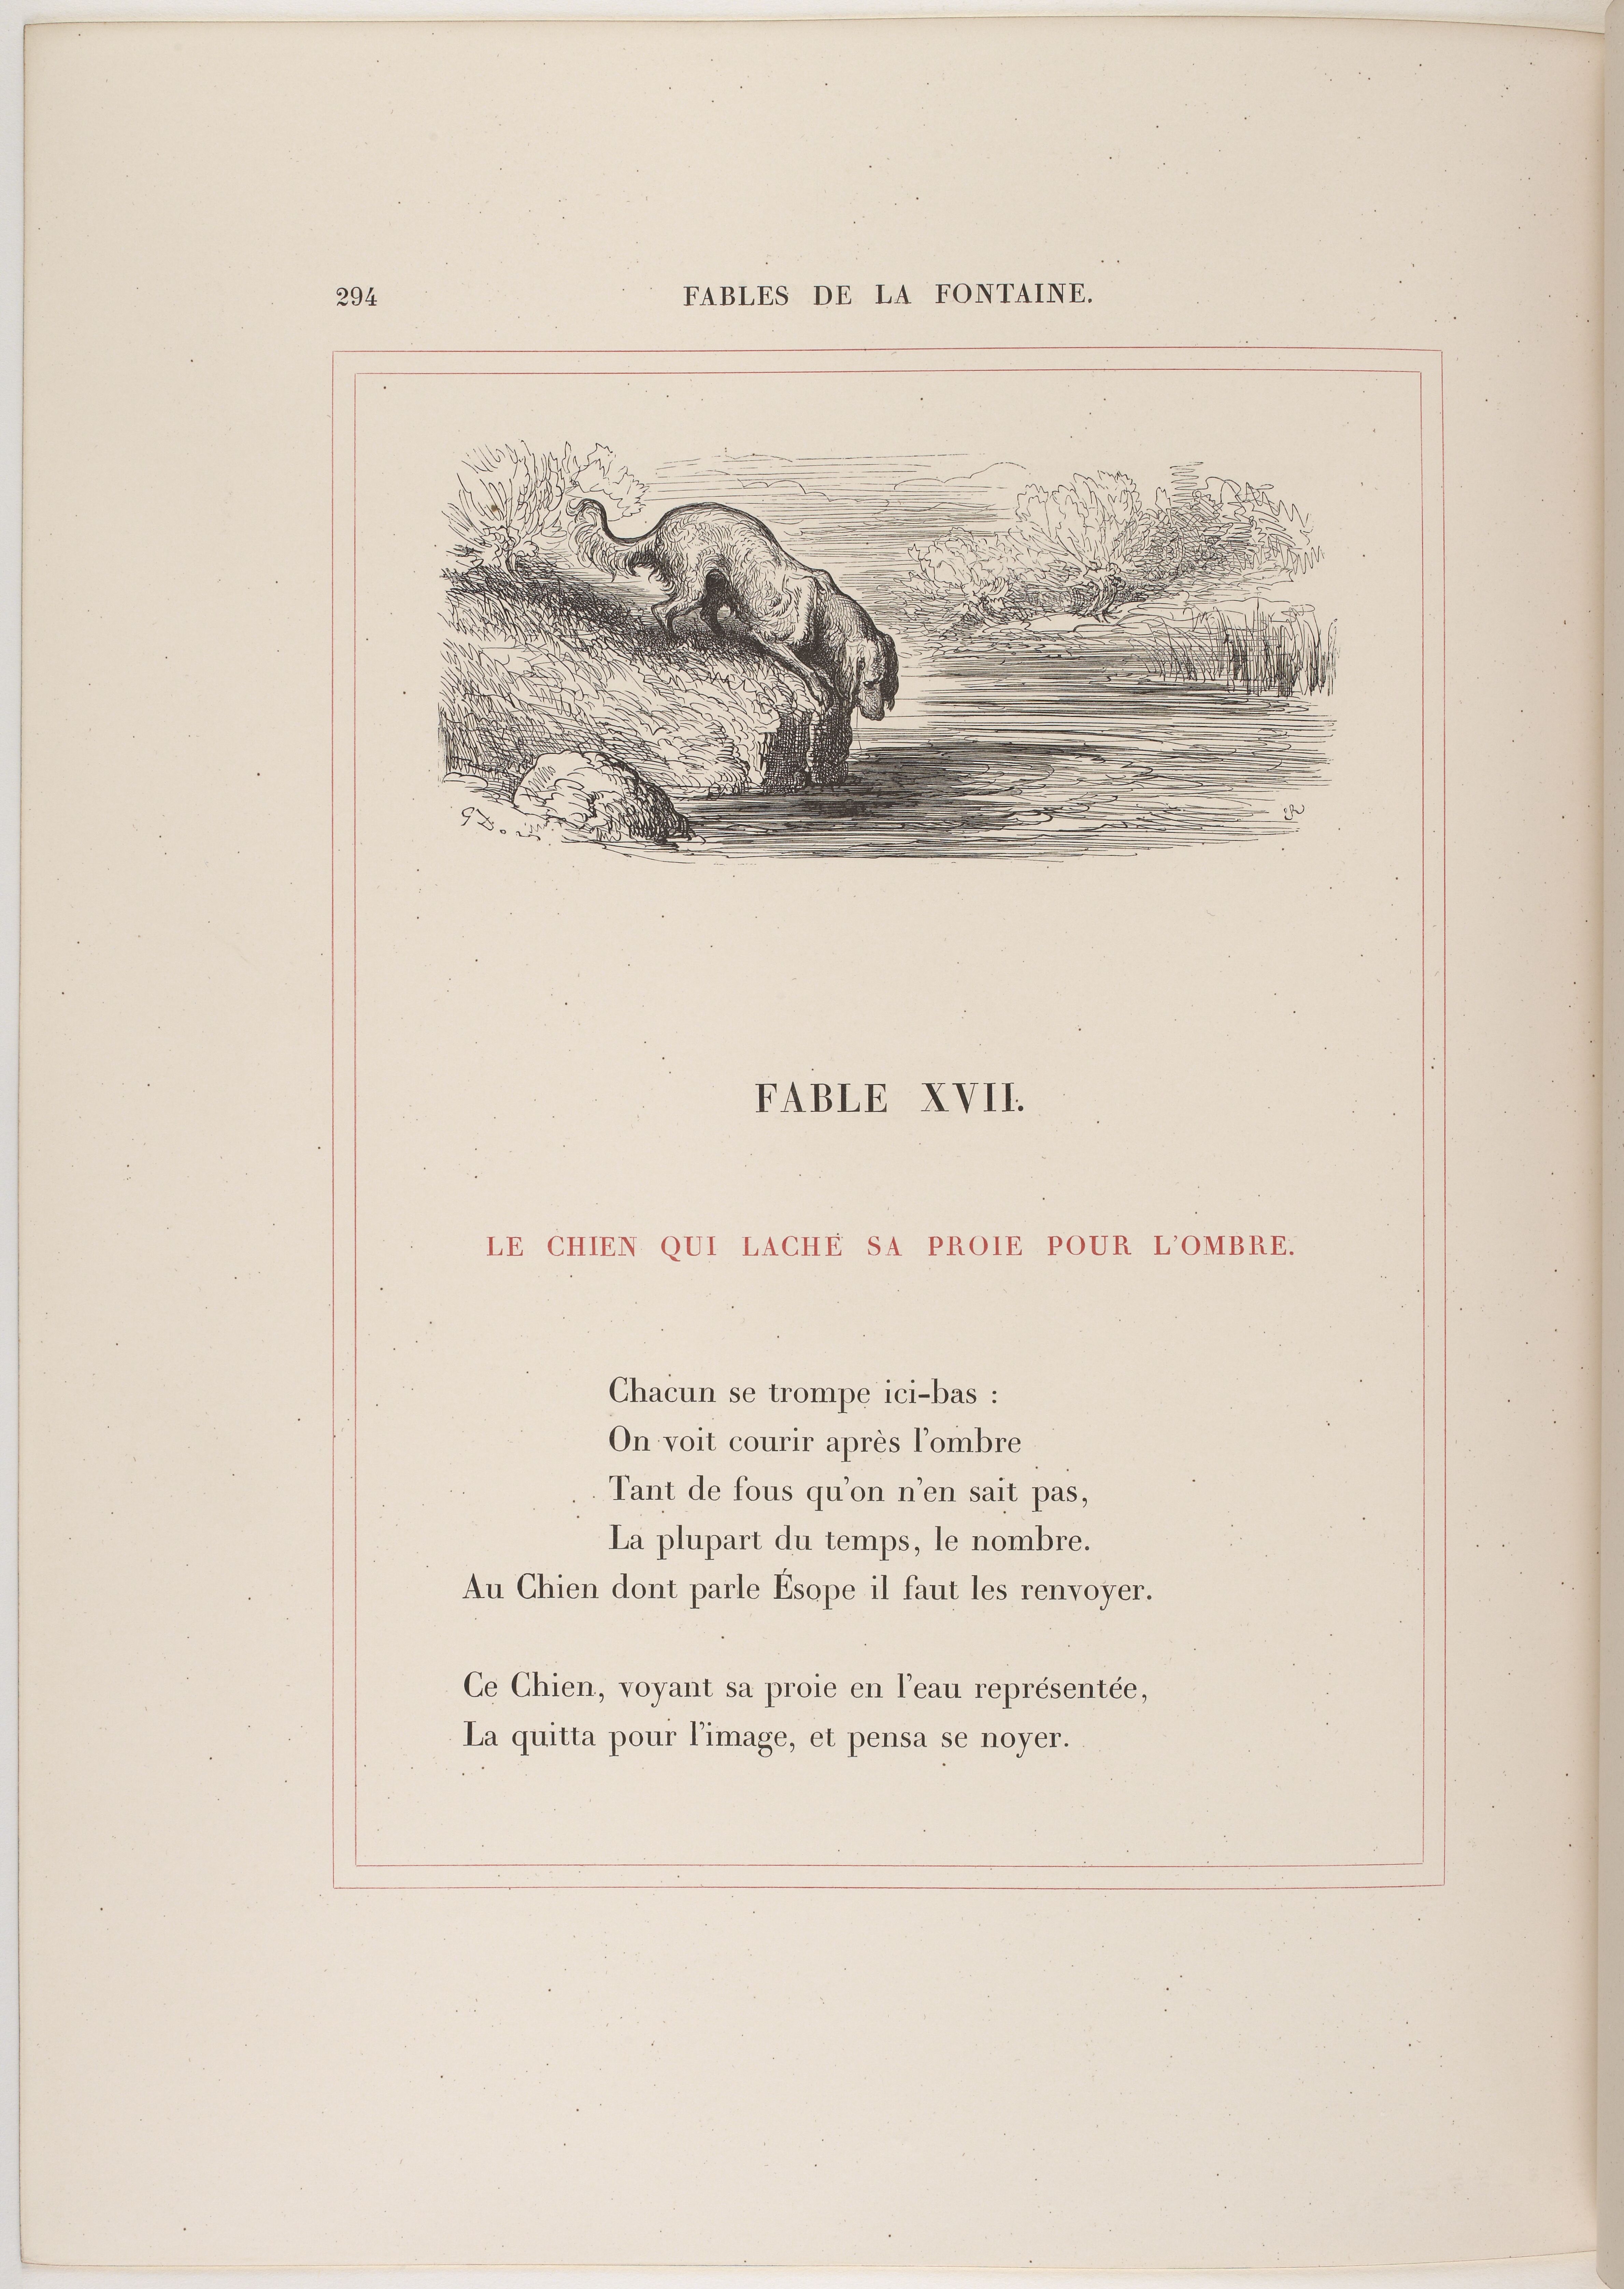 294
FABLES DE LA FONTAINE.
G Doré
FABLE XVII.
LE CHIEN QUI LACHE SA PROIE POUR L'OMBRE.
Chacun se trompe ici-bas :
On voit courir après l'ombre
Tant de fous qu'on n'en sait pas,
La plupart du temps, le nombre.
Au Chien dont parle Ésope il faut les renvoyer.
Ce Chien, voyant sa proie en l'eau représentée,
La quitta pour l'image, et pensa se noyer.